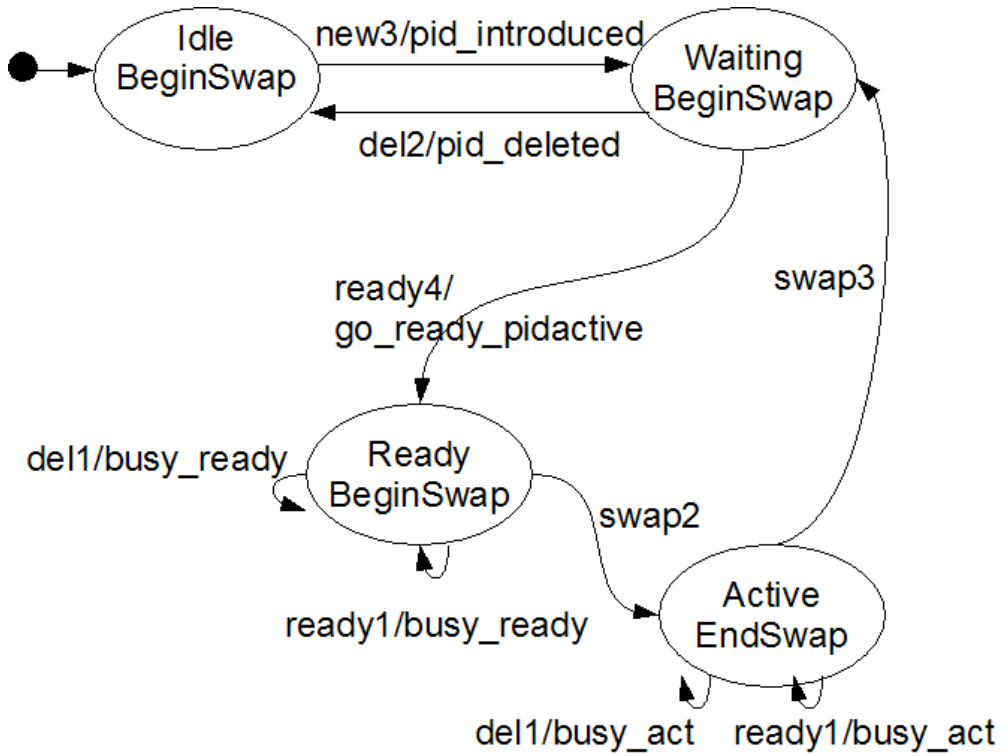 Idle
BeginSwap
new3/pid_introduced
Waiting
BeginSwap
del2/pid_deleted
swap3
ready4/
go_ready_pidactive
del1/busy_ready
Ready
BeginSwap
swap2
ready1/busy_ready
Active
EndSwap
del1/busy_act
ready1/busy_act